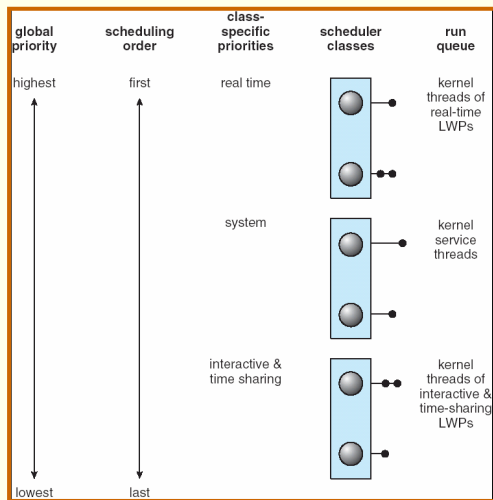 global
priority
scheduling
order
class-
specific
priorities
scheduler
classes
run
queue
highest
first
real time
kernel
threads of
real-time
LWPs
system
kernel
service
threads
interactive &
time sharing
kernel
threads of
interactive &
time-sharing
LWPs
lowest
last